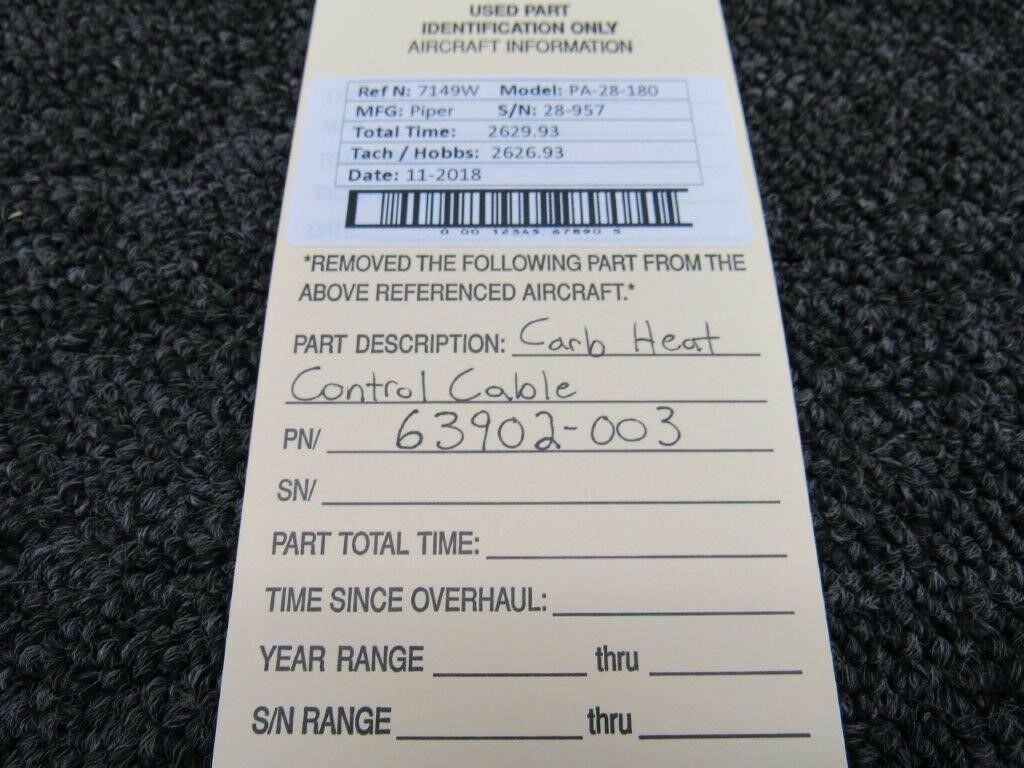 USED PART
IDENTIFICATION ONLY
AIRCRAFT INFORMATION
Ref N: 7149W Model: PA-28-180
MFG: Piper S/N: 28-957
Total Time: 2629.93
Tach / Hobbs: 2626.93
Date: 11-2018
0 00 12345 67890 5
*REMOVED THE FOLLOWING PART FROM THE
ABOVE REFERENCED AIRCRAFT.*
PART DESCRIPTION: Carb Heat
Control Cable
PN/ 63902-003
SN/
PART TOTAL TIME:
TIME SINCE OVERHAUL:
YEAR RANGE thru
S/N RANGE thru